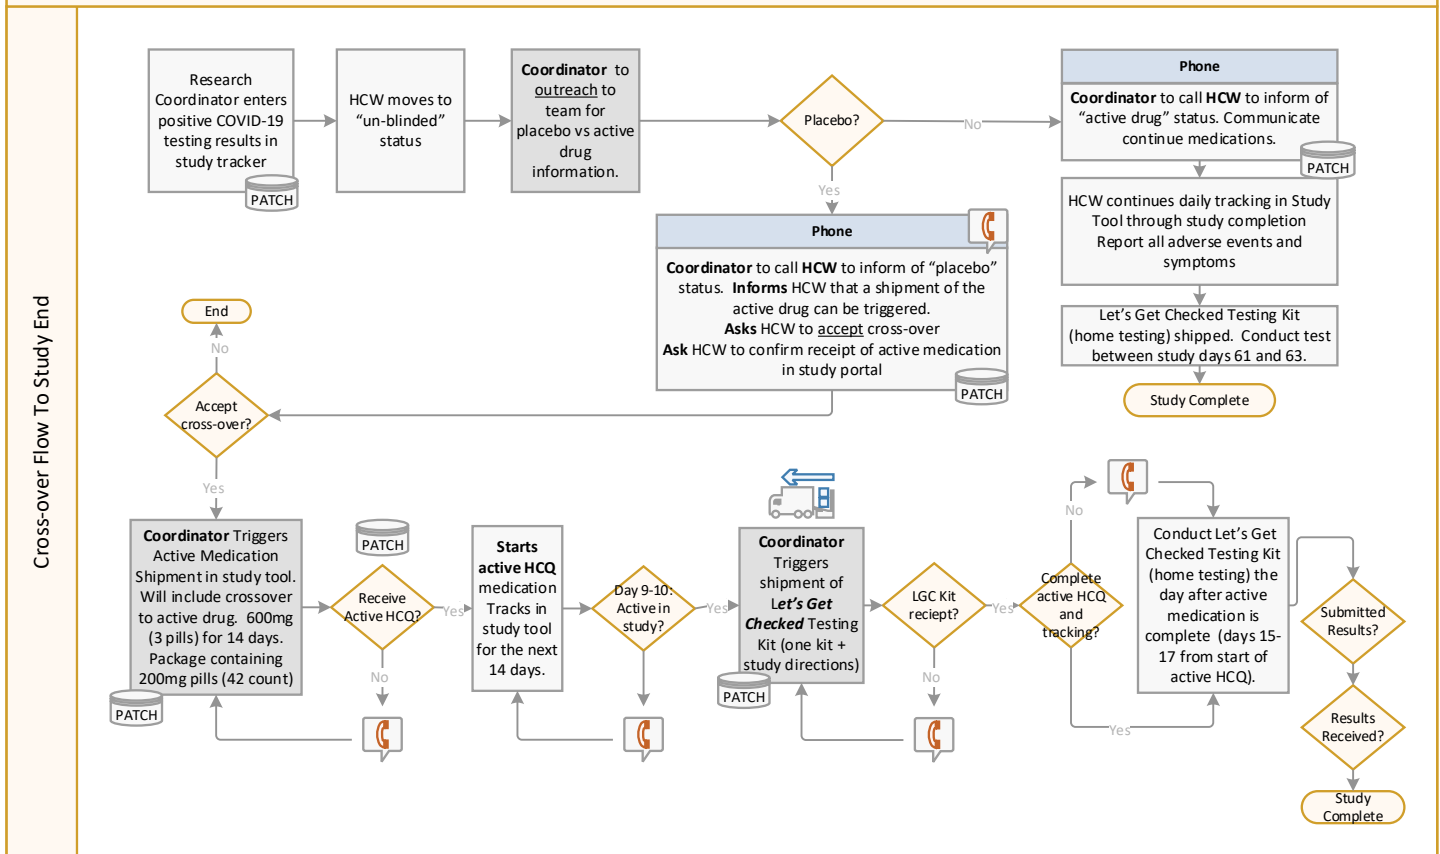 Cross-over Flow To Study End
Research
Coordinator enters
positive COVID-19
testing results in
study tracker
PATCH
HCW moves to
“un-blinded”
status
Coordinator to
outreach to
team for
placebo vs active
drug
information.
Placebo?
No
Yes
Phone
Coordinator to call HCW to inform of
“active drug” status. Communicate
continue medications.
PATCH
HCW continues daily tracking in Study
Tool through study completion
Report all adverse events and
symptoms
Let’s Get Checked Testing Kit
(home testing) shipped. Conduct test
between study days 61 and 63.
Study Complete
Phone
Coordinator to call HCW to inform of “placebo”
status. Informs HCW that a shipment of the
active drug can be triggered.
Asks HCW to accept cross-over
Ask HCW to confirm receipt of active medication
in study portal
PATCH
End
No
Accept
cross-over?
Yes
Coordinator Triggers
Active Medication
Shipment in study tool.
Will include crossover
to active drug. 600mg
(3 pills) for 14 days.
Package containing
200mg pills (42 count)
PATCH
PATCH
Receive
Active HCQ?
Yes
No
Starts
active HCQ
medication
Tracks in
study tool
for the next
14 days.
Day 9-10:
Active in
study?
Yes
Coordinator
Triggers
shipment of
Let’s Get
Checked Testing
Kit (one kit +
study directions)
PATCH
LGC Kit
reciept?
Yes
No
Complete
active HCQ
and
tracking?
No
Yes
Conduct Let’s Get
Checked Testing Kit
(home testing) the
day after active
medication is
complete (days 15-
17 from start of
active HCQ).
Submitted
Results?
Results
Received?
Study
Complete